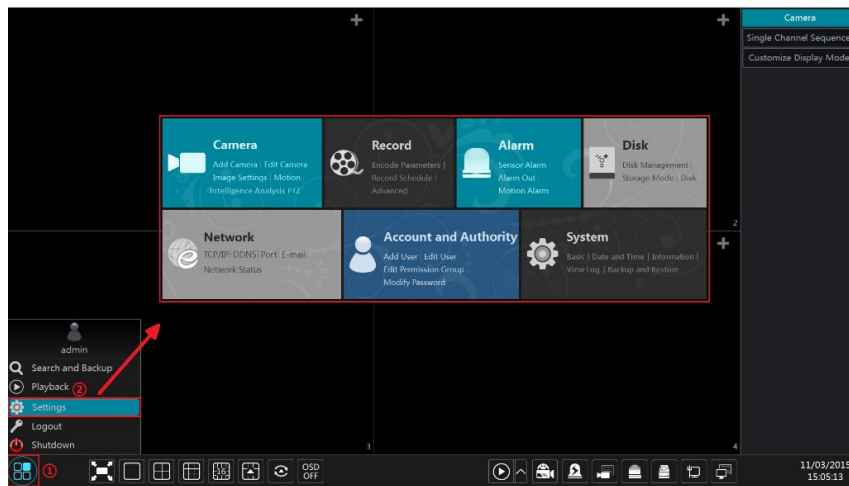 Camera
Single Channel Sequence
Customize Display Mode
Camera
Add Camera | Edit Camera
Image Settings | Motion
Intelligence Analysis PTZ
Record
Encode Parameters |
Record Schedule |
Advanced
Alarm
Sensor Alarm |
Alarm Out |
Motion Alarm
Disk
Disk Management |
Storage Mode | Disk
2
Network
TCP/IP| DDNS| Port| E-mail
Network Status
Account and Authority
Add User | Edit User
Edit Permission Group
Modify Password
System
Basic | Date and Time | Information |
View Log | Backup and Restore
admin
Search and Backup
Playback ②
Settings
Logout
Shutdown
3
4
①
16
OSD
OFF
11/03/2015
15:05:13